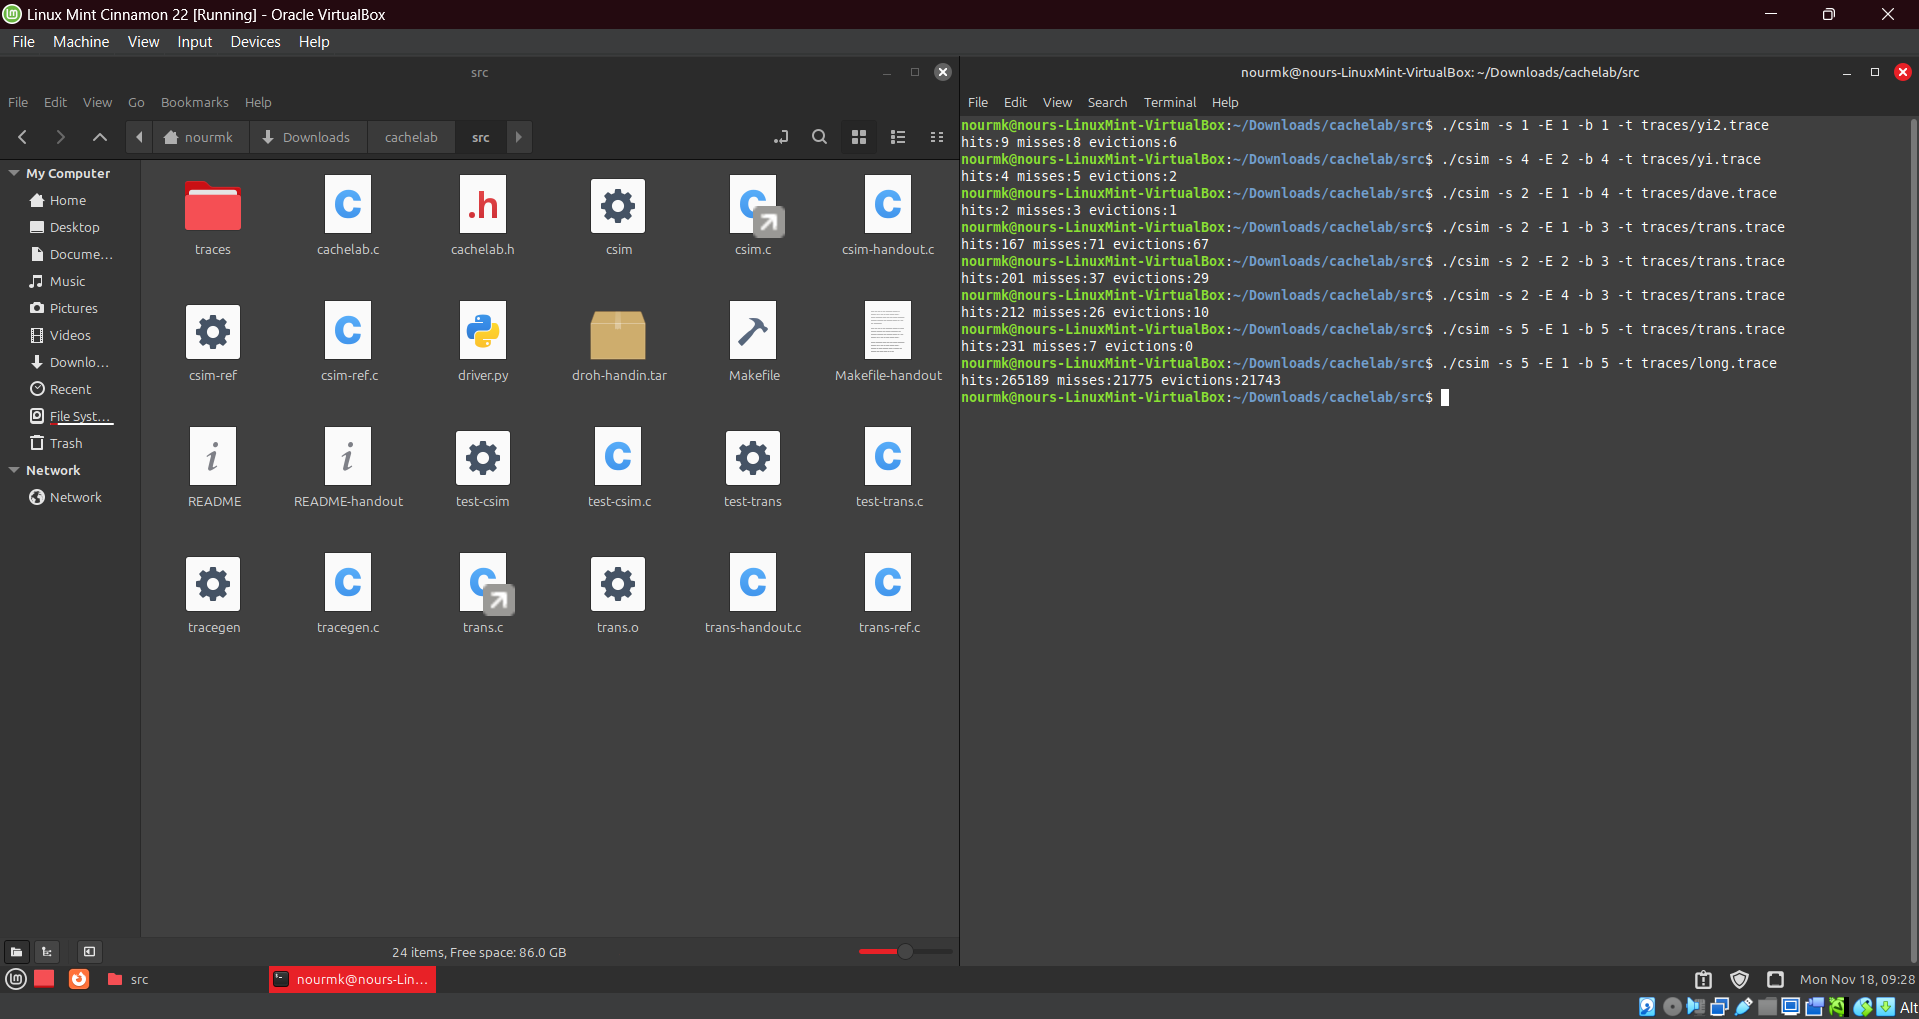 Linux Mint Cinnamon 22 [Running] - Oracle VirtualBox
File Machine View Input Devices Help
src
File Edit View Go Bookmarks Help
nourmk Downloads cachelab src
My Computer
Home
Desktop
Docume...
Music
Pictures
Videos
Downlo...
Recent
File Syst...
Trash
Network
Network
traces cachelab.c cachelab.h csim csim.c csim-handout.c
csim-ref csim-ref.c driver.py droh-handin.tar Makefile Makefile-handout
README README-handout test-csim test-csim.c test-trans test-trans.c
tracegen tracegen.c trans.c trans.o trans-handout.c trans-ref.c
24 items, Free space: 86.0 GB
nourmk@nours-LinuxMint-VirtualBox: ~/Downloads/cachelab/src
File Edit View Search Terminal Help
nourmk@nours-LinuxMint-VirtualBox:~/Downloads/cachelab/src$ ./csim -s 1 -E 1 -b 1 -t traces/yi2.trace
hits:9 misses:8 evictions:6
nourmk@nours-LinuxMint-VirtualBox:~/Downloads/cachelab/src$ ./csim -s 4 -E 2 -b 4 -t traces/yi.trace
hits:4 misses:5 evictions:2
nourmk@nours-LinuxMint-VirtualBox:~/Downloads/cachelab/src$ ./csim -s 2 -E 1 -b 4 -t traces/dave.trace
hits:2 misses:3 evictions:1
nourmk@nours-LinuxMint-VirtualBox:~/Downloads/cachelab/src$ ./csim -s 2 -E 1 -b 3 -t traces/trans.trace
hits:167 misses:71 evictions:67
nourmk@nours-LinuxMint-VirtualBox:~/Downloads/cachelab/src$ ./csim -s 2 -E 2 -b 3 -t traces/trans.trace
hits:201 misses:37 evictions:29
nourmk@nours-LinuxMint-VirtualBox:~/Downloads/cachelab/src$ ./csim -s 2 -E 4 -b 3 -t traces/trans.trace
hits:212 misses:26 evictions:10
nourmk@nours-LinuxMint-VirtualBox:~/Downloads/cachelab/src$ ./csim -s 5 -E 1 -b 5 -t traces/trans.trace
hits:231 misses:7 evictions:0
nourmk@nours-LinuxMint-VirtualBox:~/Downloads/cachelab/src$ ./csim -s 5 -E 1 -b 5 -t traces/long.trace
hits:265189 misses:21775 evictions:21743
nourmk@nours-LinuxMint-VirtualBox:~/Downloads/cachelab/src$
src nourmk@nours-Lin... Mon Nov 18, 09:28
Alt